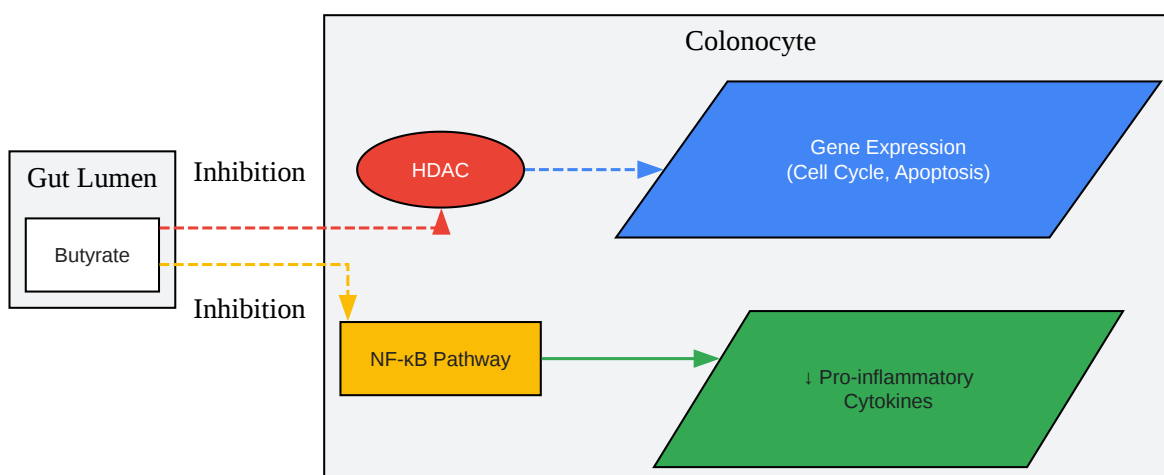 Colonocyte
Gut Lumen
Butyrate
Inhibition
Inhibition
HDAC
Gene Expression
(Cell Cycle, Apoptosis)
NF-κB Pathway
↓ Pro-inflammatory
Cytokines